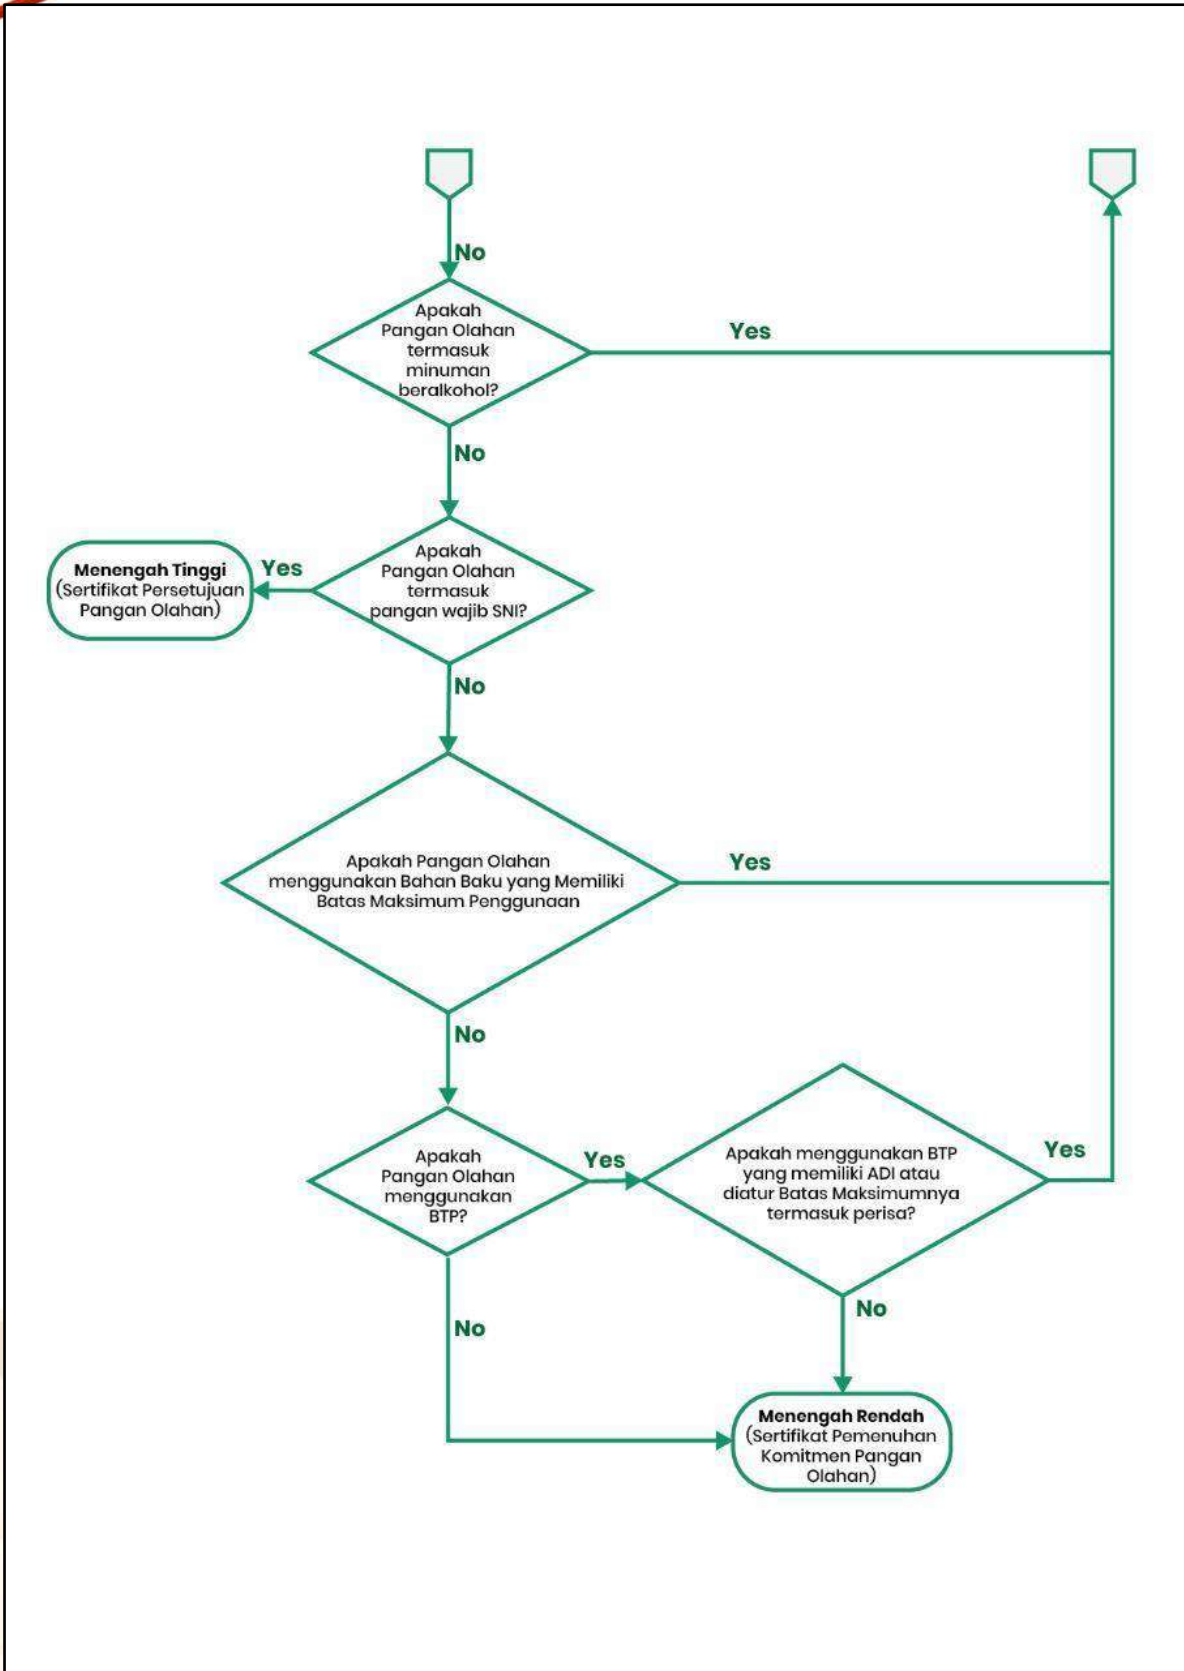 No
Apakah
Pangan Olahan
termasuk
minuman
beralkohol?
Yes
No
Apakah
Pangan Olahan
termasuk
pangan wajib SNI?
Yes
Menengah Tinggi
(Sertifikat Persetujuan
Pangan Olahan)
No
Apakah Pangan Olahan
menggunakan Bahan Baku yang Memiliki
Batas Maksimum Penggunaan
Yes
No
Apakah
Pangan Olahan
menggunakan
BTP?
Yes
Apakah menggunakan BTP
yang memiliki ADI atau
diatur Batas Maksimumnya
termasuk perisa?
Yes
No
No
Menengah Rendah
(Sertifikat Pemenuhan
Komitmen Pangan
Olahan)